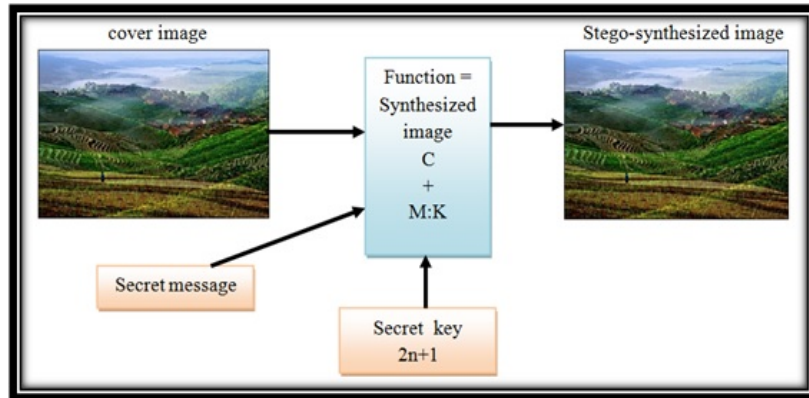 cover image
Stego-synthesized image
Function =
Synthesized
image
C
+
M:K
Secret message
Secret key
2n+1